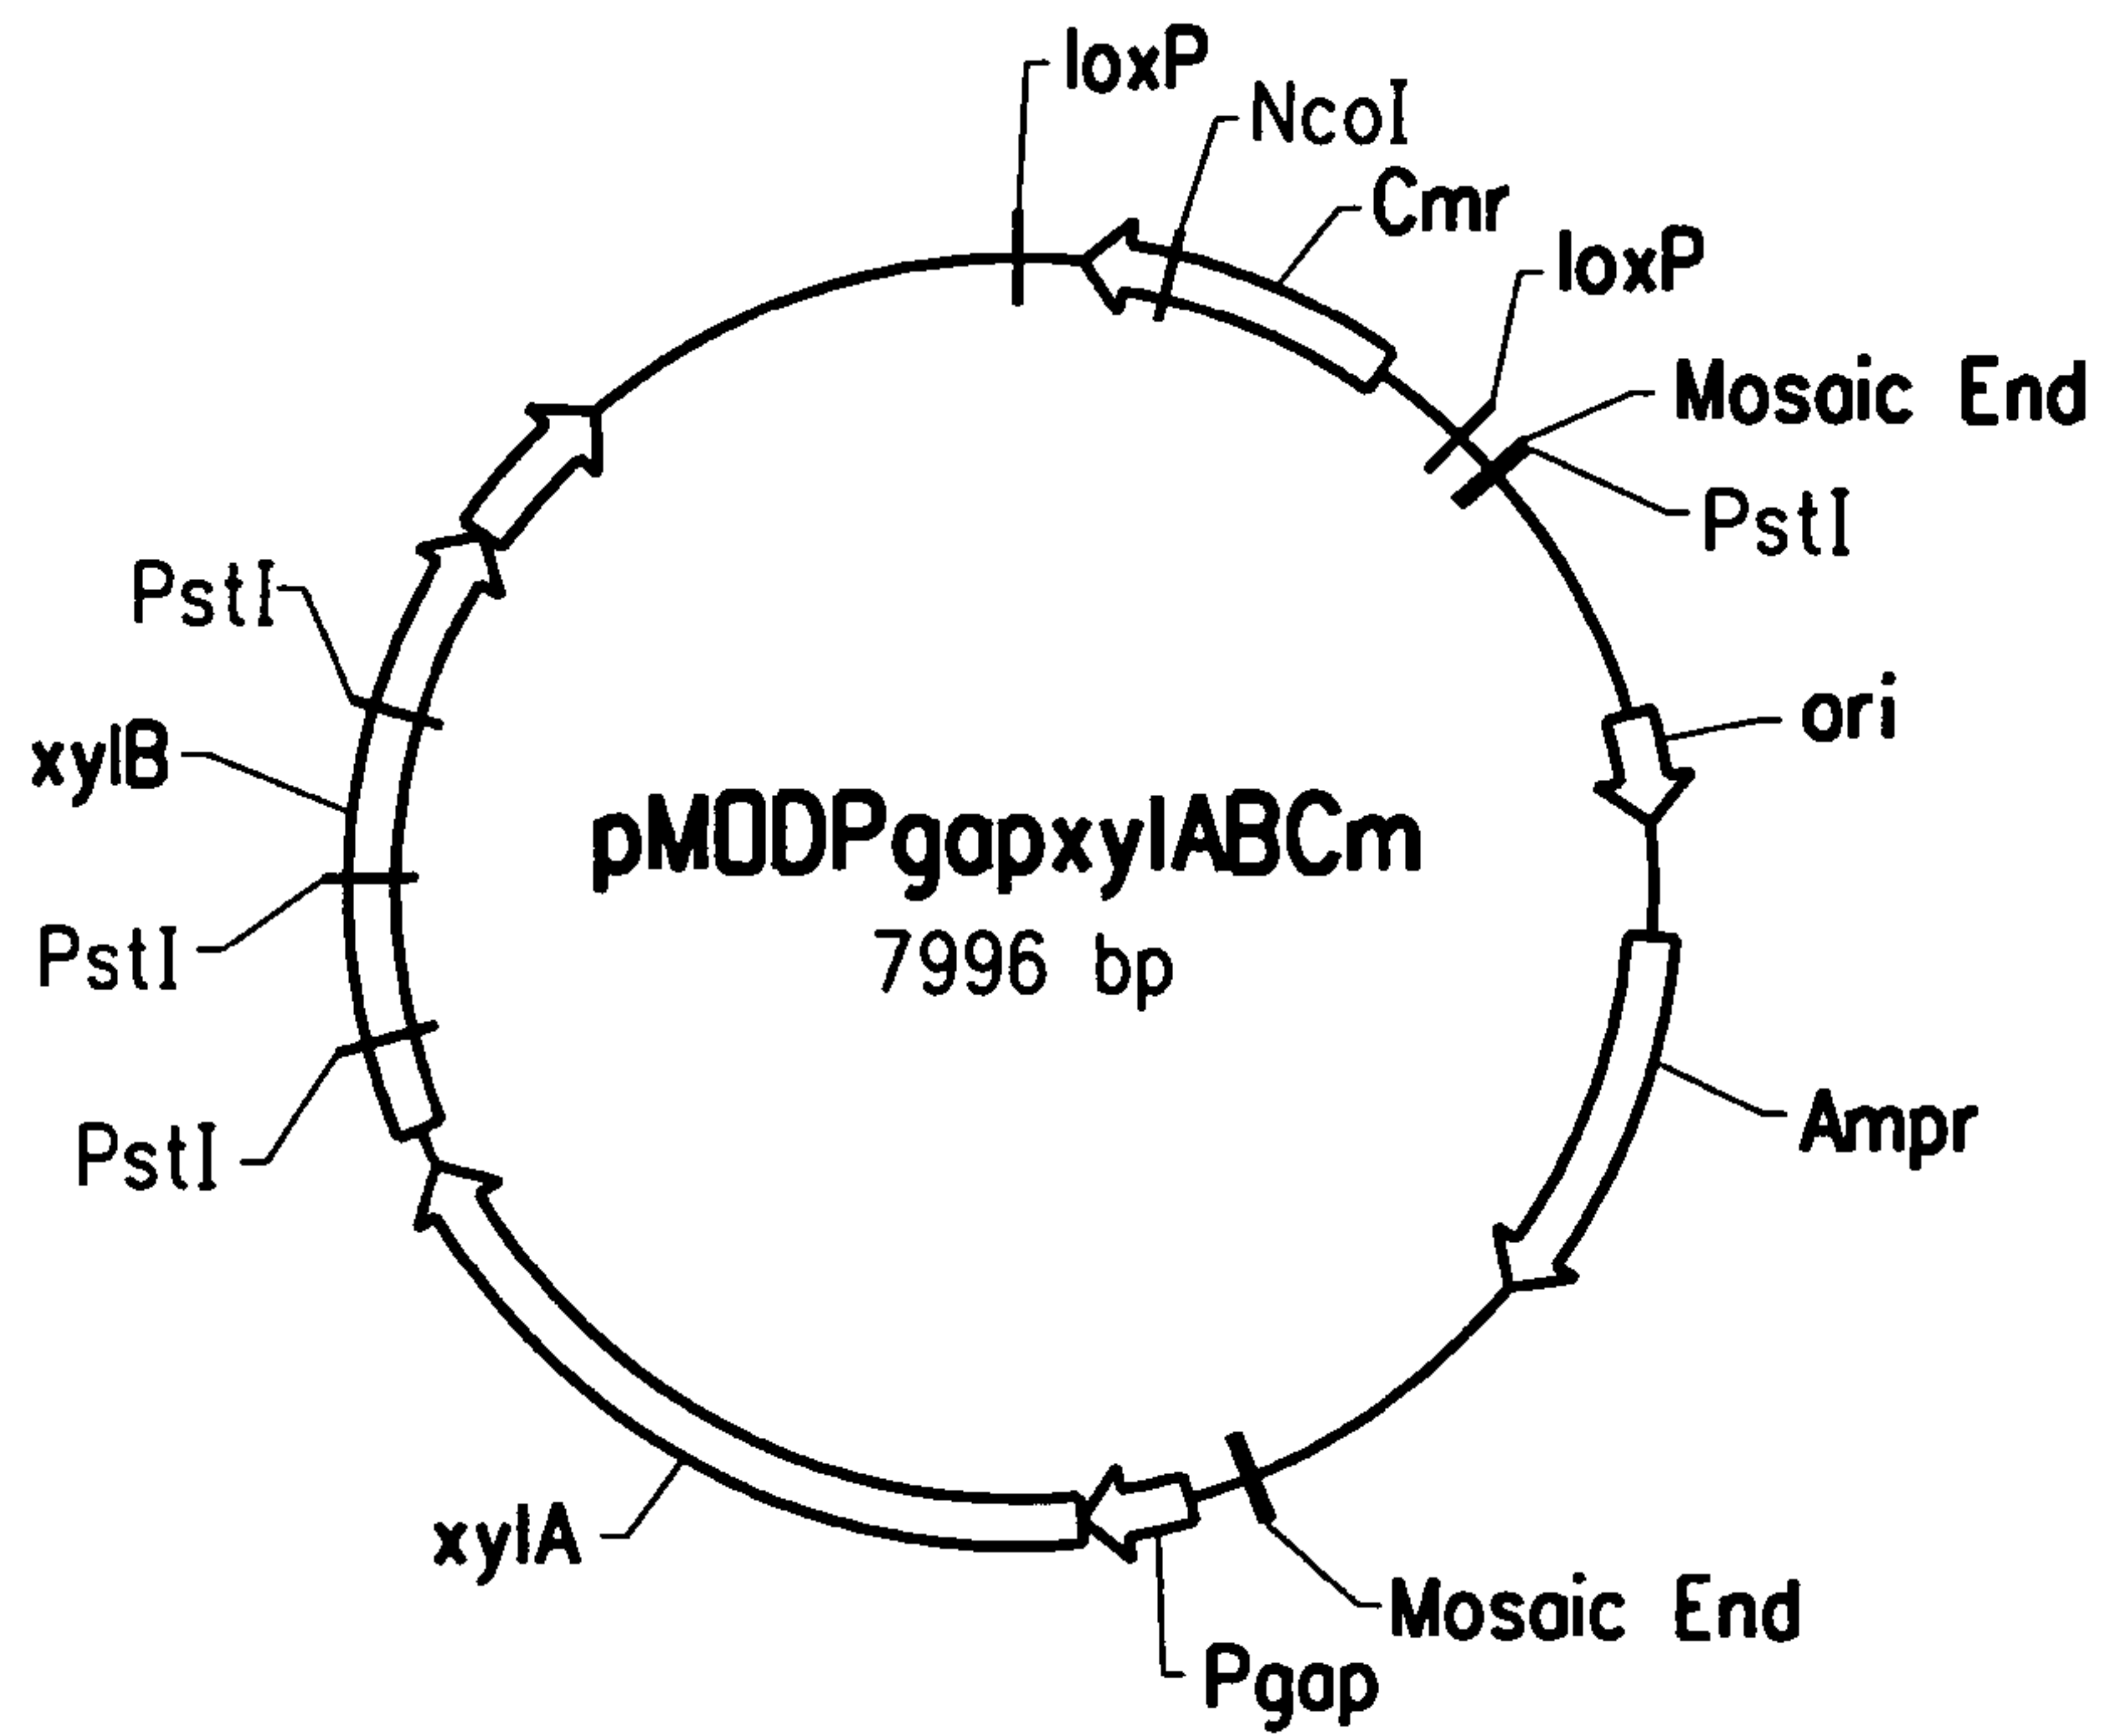 loxP
NcoI
Cmr
loxP
Mosaic End
PstI
PstI
ori
xylB
pMODPgapxylABCm
7996 bp
PstI
Ampr
PstI
xylA
Mosaic End
Pgap